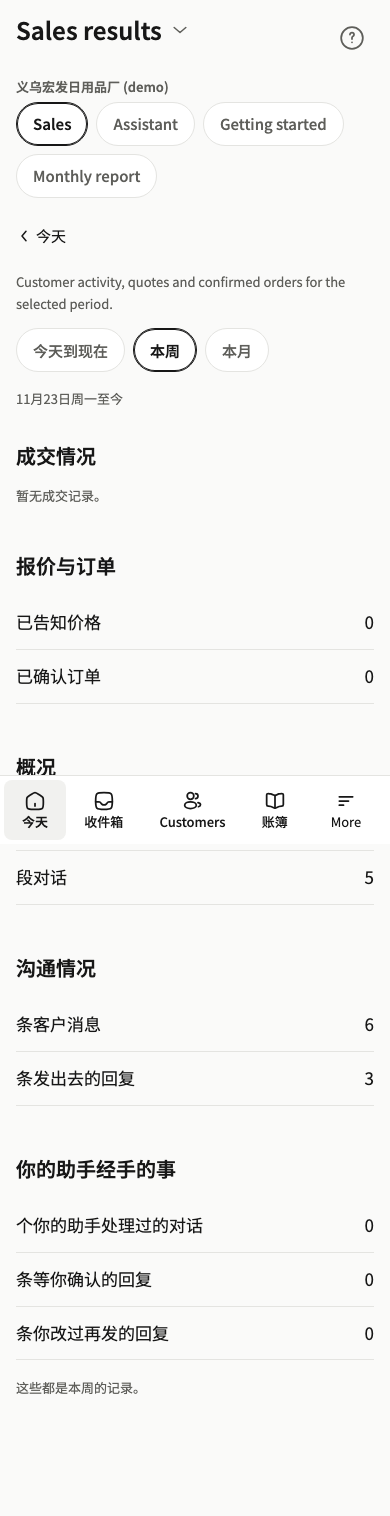 Sales results
义乌宏发日用品厂 (demo)
Sales
Assistant
Getting started
Monthly report
今天
Customer activity, quotes and confirmed orders for the
selected period.
今天到现在
本周
本月
11月23日周一至今
成交情况
暂无成交记录。
报价与订单
已告知价格 0
已确认订单 0
概况
今天
收件箱
Customers
账簿
More
段对话 5
沟通情况
条客户消息 6
条发出去的回复 3
你的助手经手的事
个你的助手处理过的对话 0
条等你确认的回复 0
条你改过再发的回复 0
这些都是本周的记录。